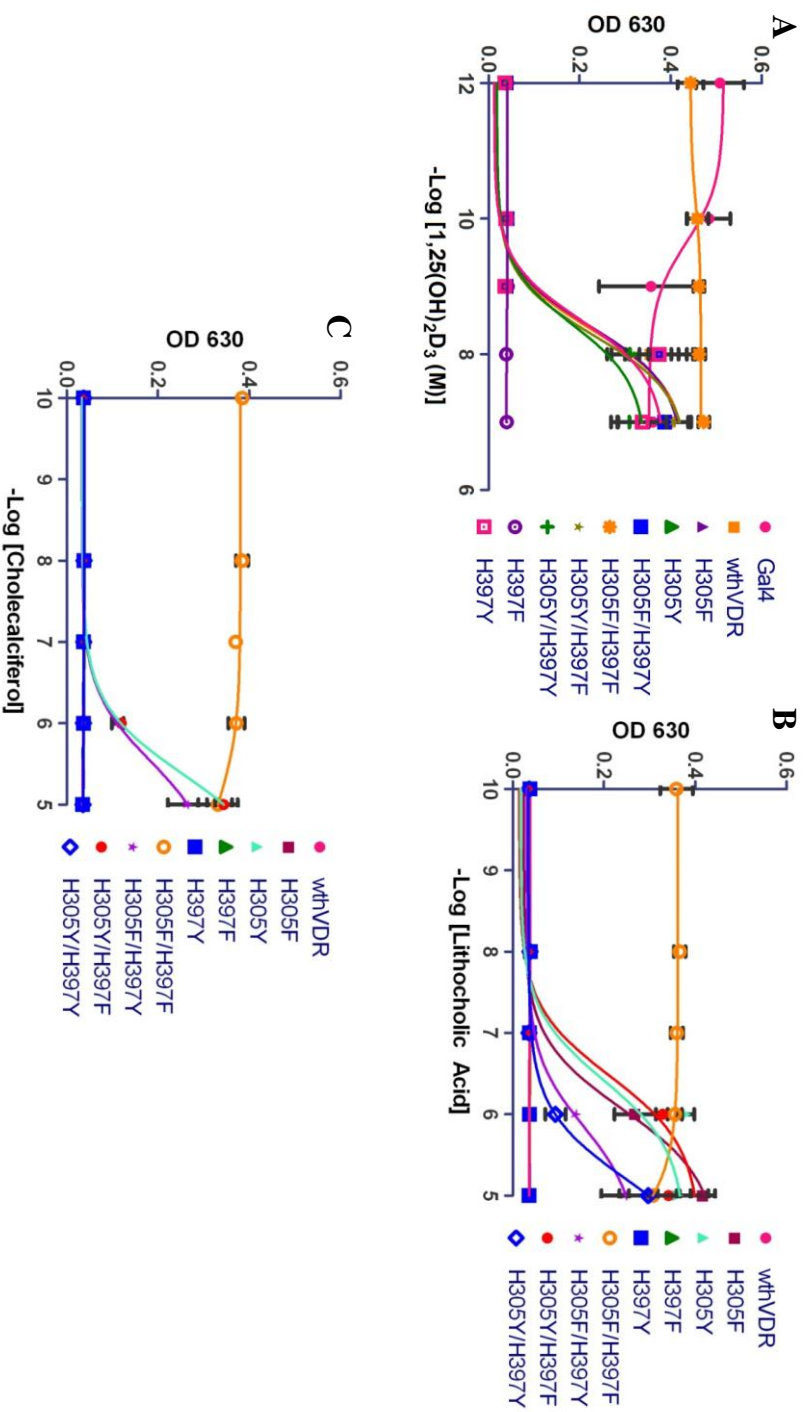 A
OD 630
0.6
0.4
0.2
0.0
12
10
8
6
-Log [1,25(OH)2D3 (M)]
Gal4
wthVDR
H305F
H305Y
H305F/H397Y
H305F/H397F
H305Y/H397F
H305Y/H397Y
H397F
H397Y
B
OD 630
0.6
0.4
0.2
0.0
10
9
8
7
6
5
-Log [Lithocholic Acid]
wthVDR
H305F
H305Y
H397F
H397Y
H305F/H397F
H305F/H397Y
H305Y/H397F
H305Y/H397Y
C
OD 630
0.6
0.4
0.2
0.0
10
9
8
7
6
5
-Log [Cholecalciferol]
wthVDR
H305F
H305Y
H397F
H397Y
H305F/H397F
H305F/H397Y
H305Y/H397F
H305Y/H397Y